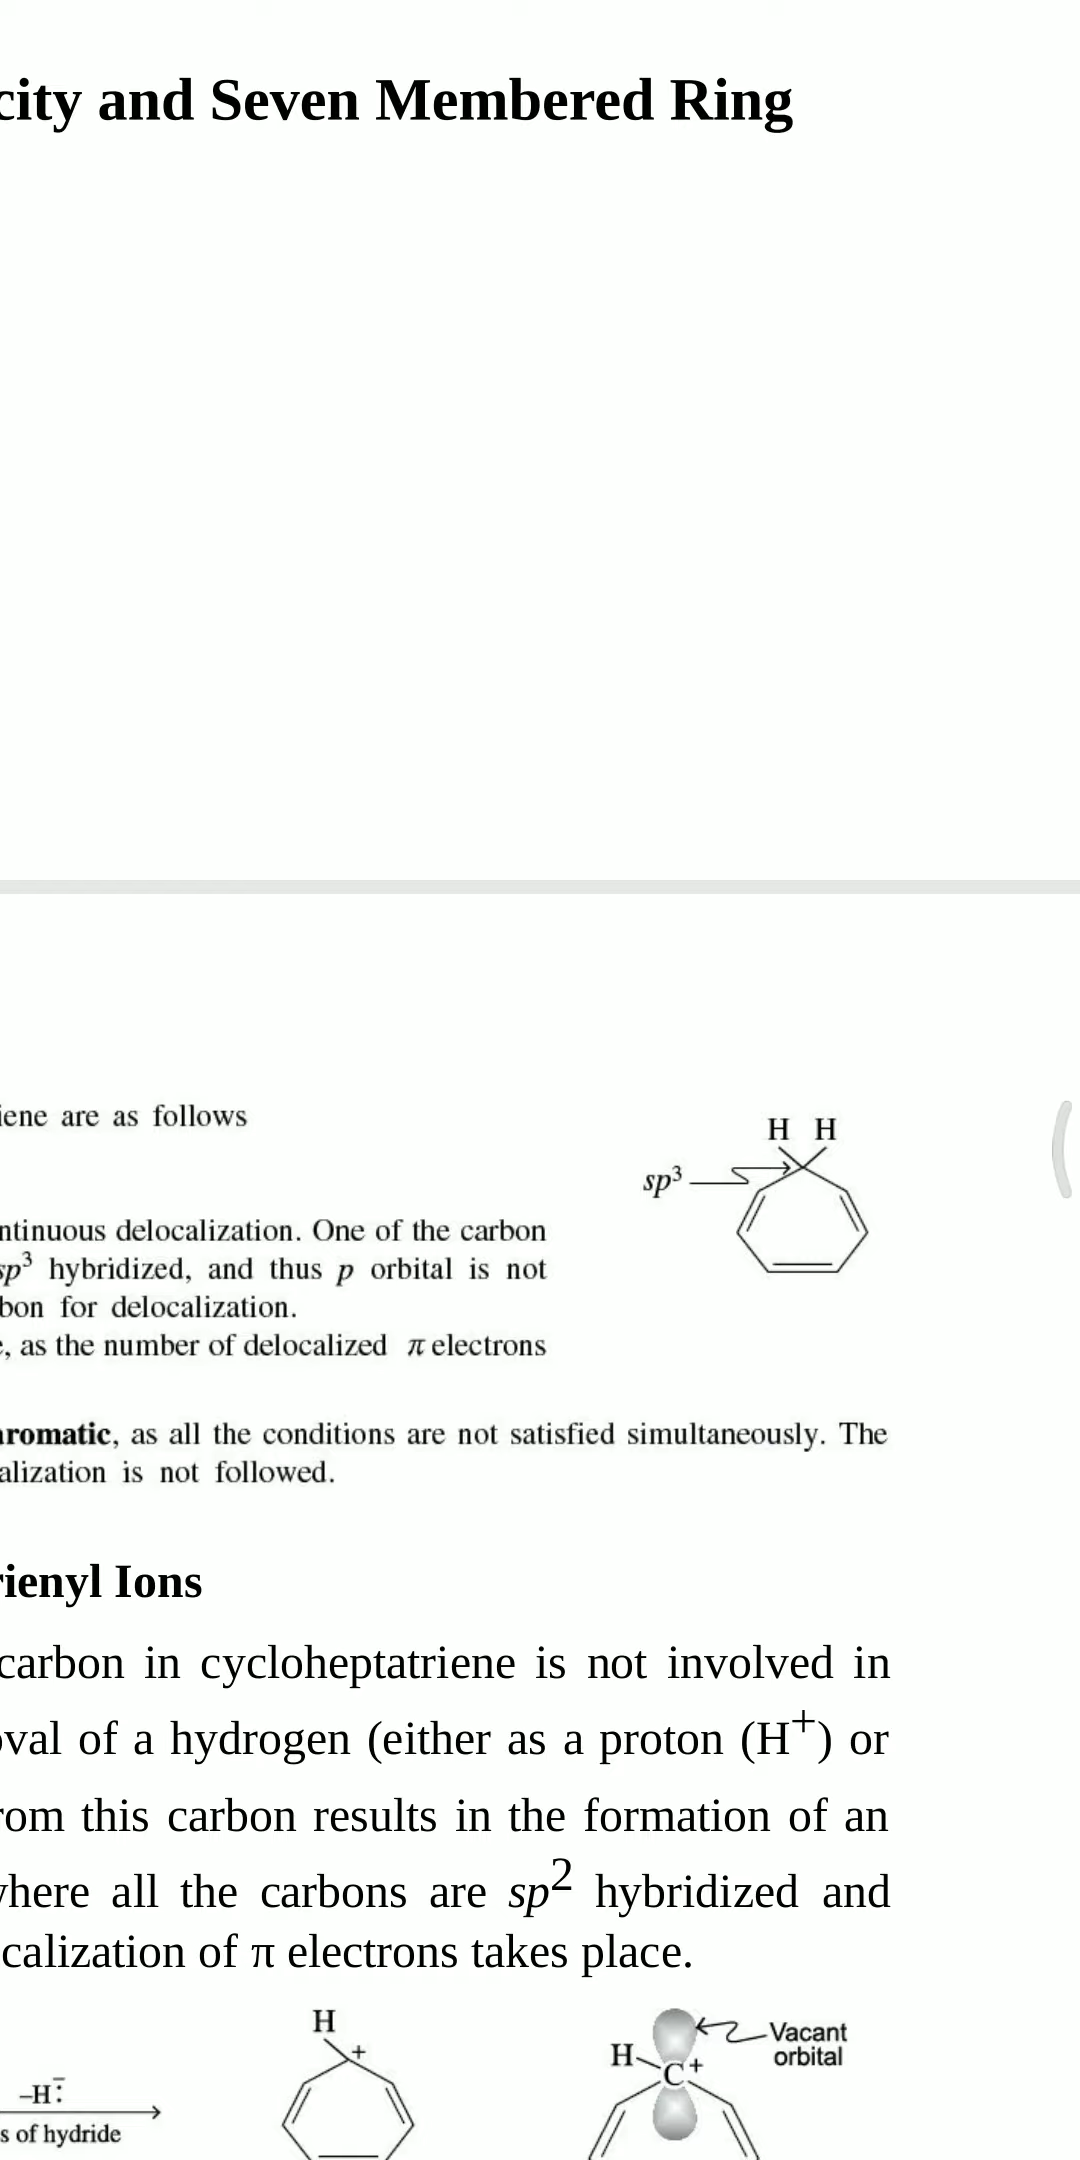 city and Seven Membered Ring
iene are as follows
H H
sp³
ntinuous delocalization. One of the carbon
sp³ hybridized, and thus p orbital is not
bon for delocalization.
e, as the number of delocalized π electrons
aromatic, as all the conditions are not satisfied simultaneously. The
alization is not followed.
rienyl Ions
carbon in cycloheptatriene is not involved in
oval of a hydrogen (either as a proton (H⁺) or
rom this carbon results in the formation of an
where all the carbons are sp² hybridized and
calization of π electrons takes place.
H
+
Vacant
orbital
H C⁺
–H:⁻
s of hydride